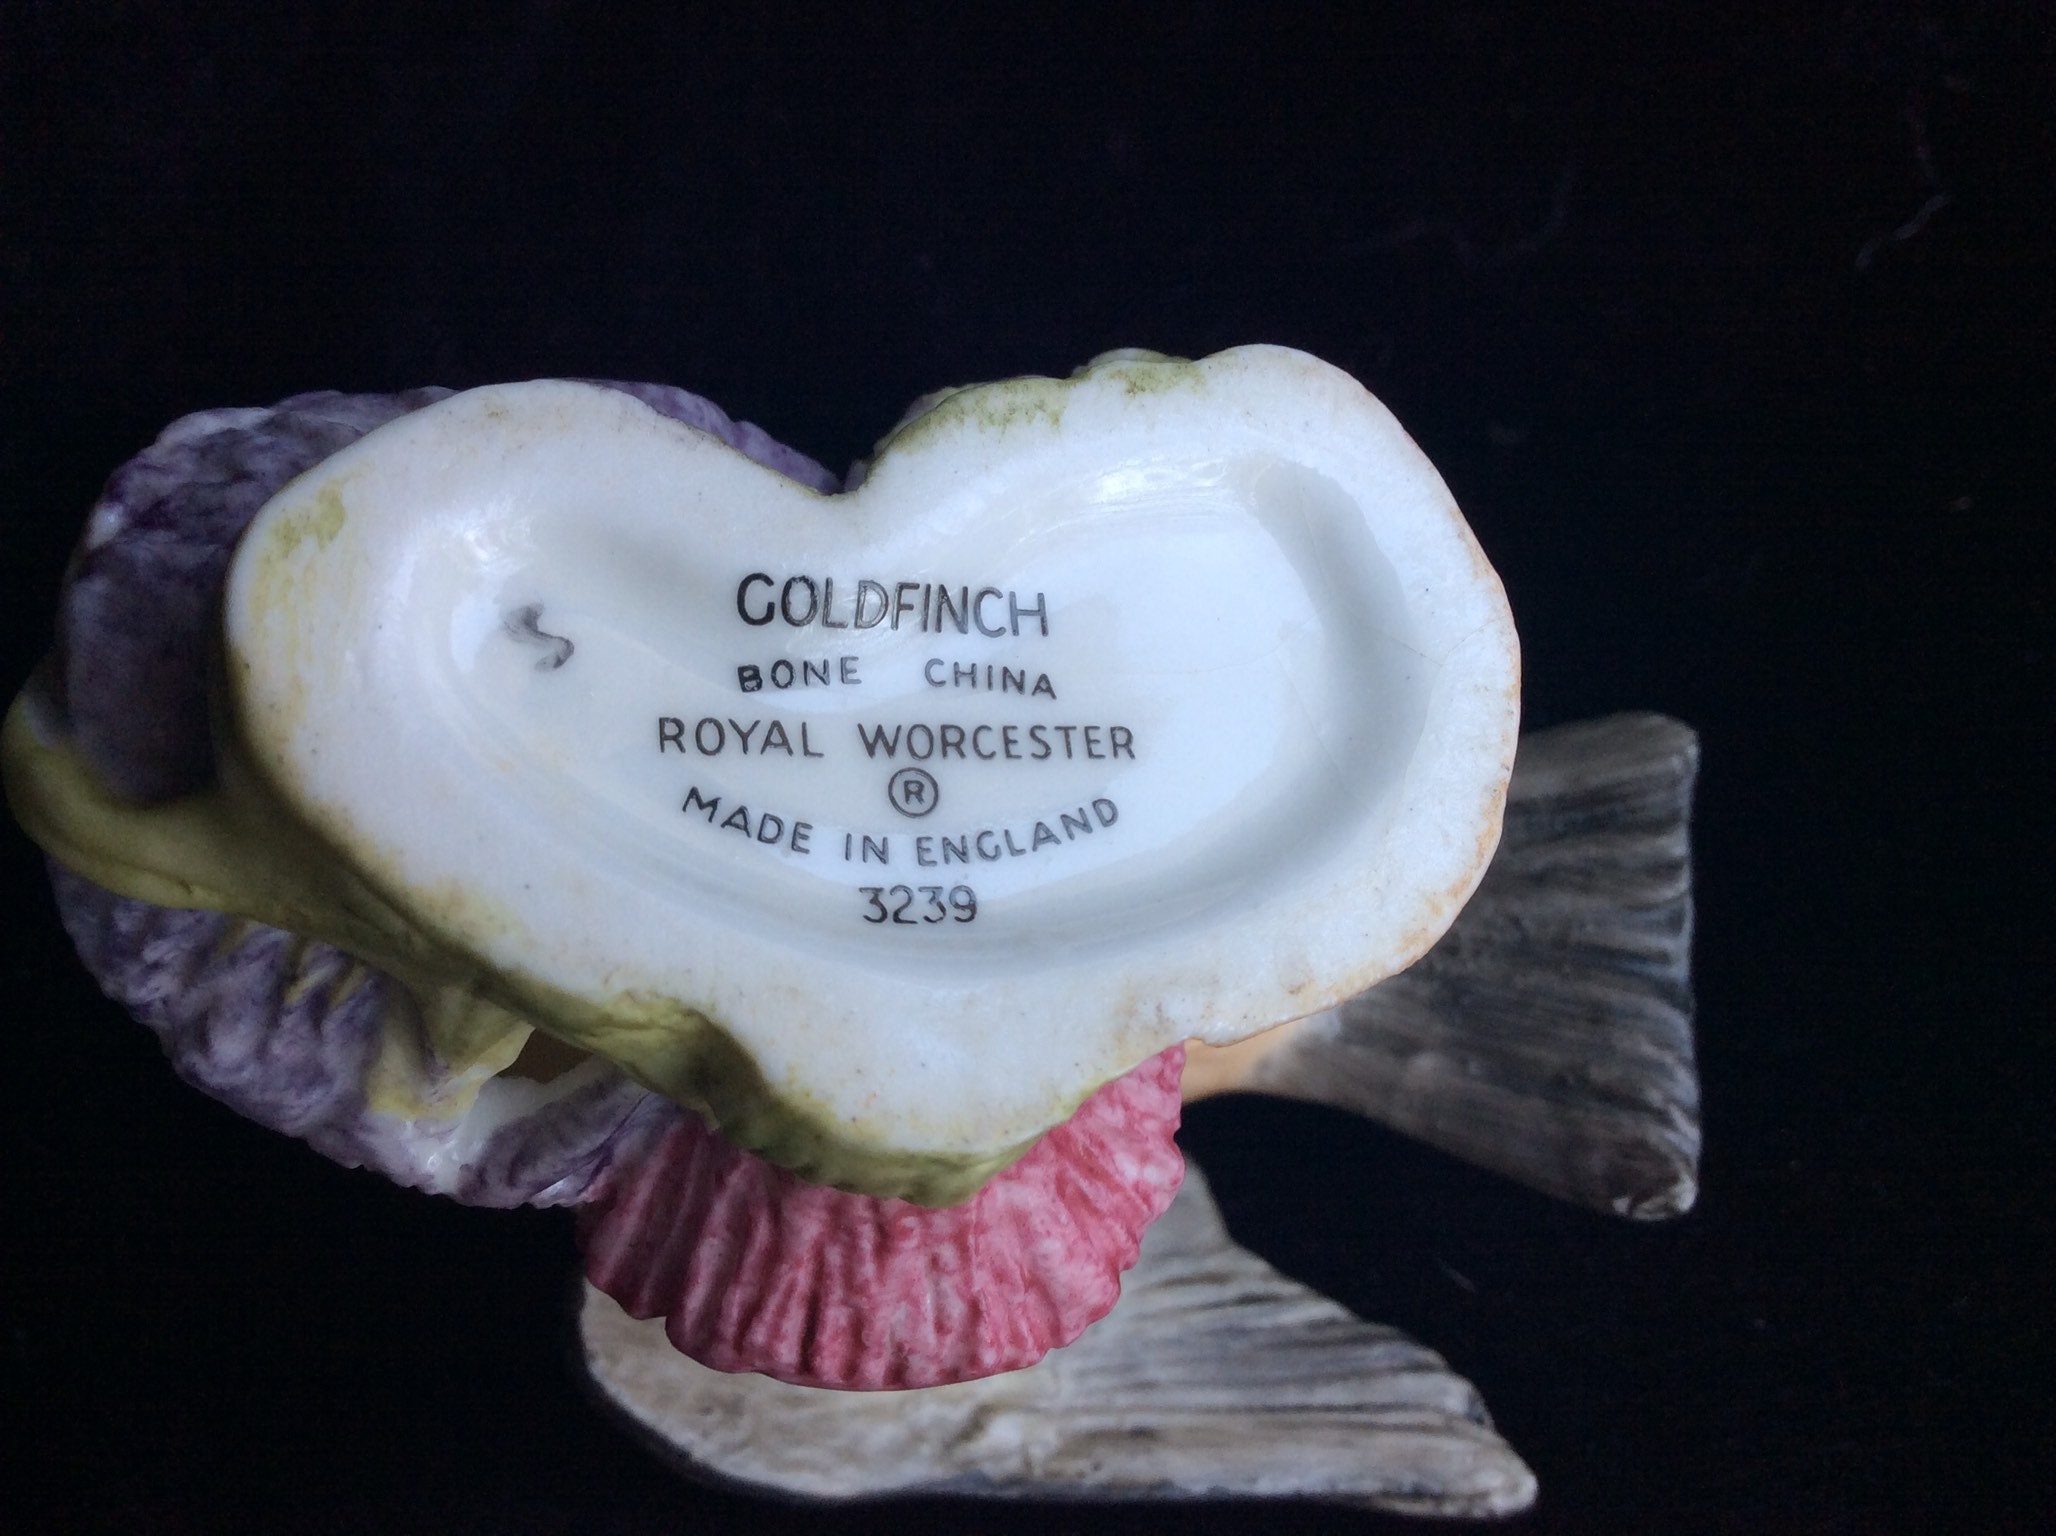 GOLDFINCH
S
BONE CHINA
ROYAL WORCESTER
®
MADE IN ENGLAND
3239